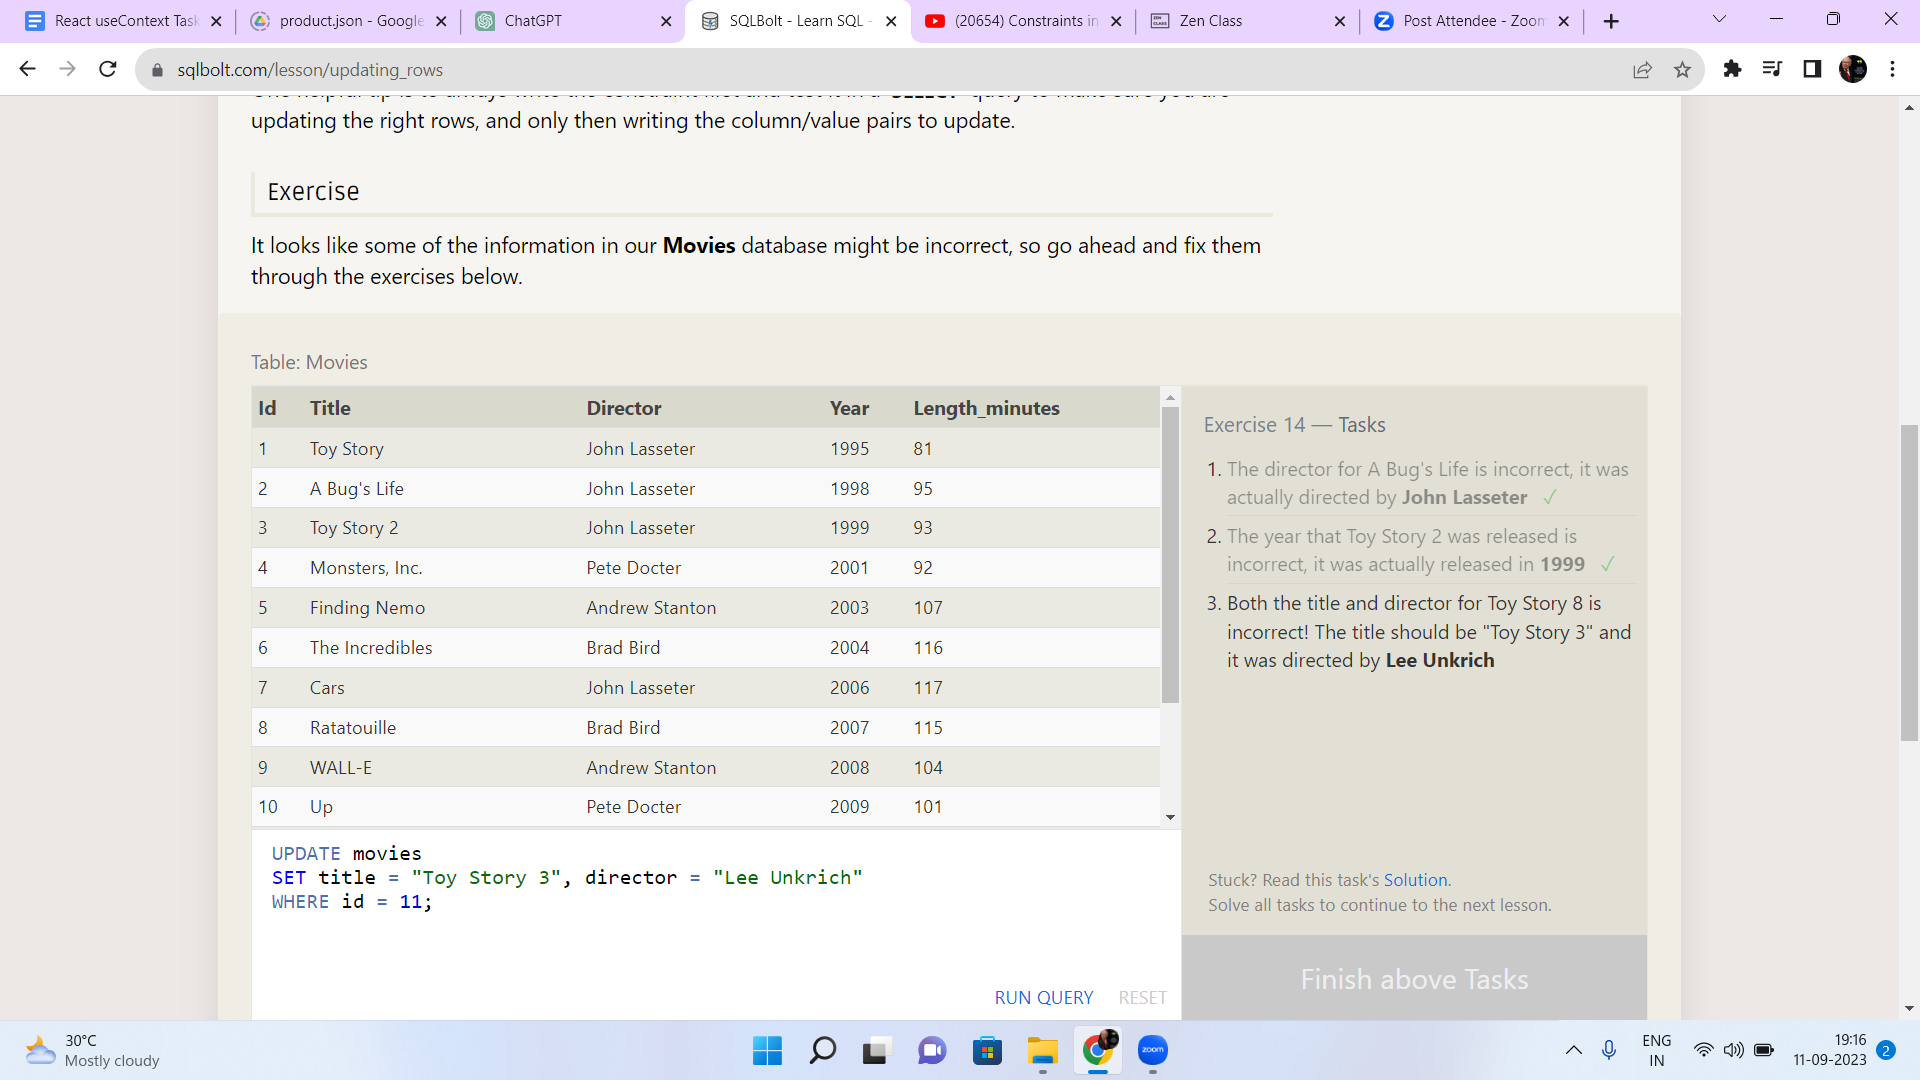 React useContext Task
product.json - Google
ChatGPT
SQLBolt - Learn SQL -
(20654) Constraints in
Zen Class
Post Attendee - Zoom
sqlbolt.com/lesson/updating_rows
updating the right rows, and only then writing the column/value pairs to update.
Exercise
It looks like some of the information in our Movies database might be incorrect, so go ahead and fix them
through the exercises below.
Table: Movies
Id Title Director Year Length_minutes
1 Toy Story John Lasseter 1995 81
2 A Bug's Life John Lasseter 1998 95
3 Toy Story 2 John Lasseter 1999 93
4 Monsters, Inc. Pete Docter 2001 92
5 Finding Nemo Andrew Stanton 2003 107
6 The Incredibles Brad Bird 2004 116
7 Cars John Lasseter 2006 117
8 Ratatouille Brad Bird 2007 115
9 WALL-E Andrew Stanton 2008 104
10 Up Pete Docter 2009 101
UPDATE movies
SET title = "Toy Story 3", director = "Lee Unkrich"
WHERE id = 11;
RUN QUERY RESET
Exercise 14 — Tasks
1. The director for A Bug's Life is incorrect, it was
actually directed by John Lasseter ✓
2. The year that Toy Story 2 was released is
incorrect, it was actually released in 1999 ✓
3. Both the title and director for Toy Story 8 is
incorrect! The title should be "Toy Story 3" and
it was directed by Lee Unkrich
Stuck? Read this task's Solution.
Solve all tasks to continue to the next lesson.
Finish above Tasks
30°C
Mostly cloudy
zoom
ENG
IN
19:16
11-09-2023
2